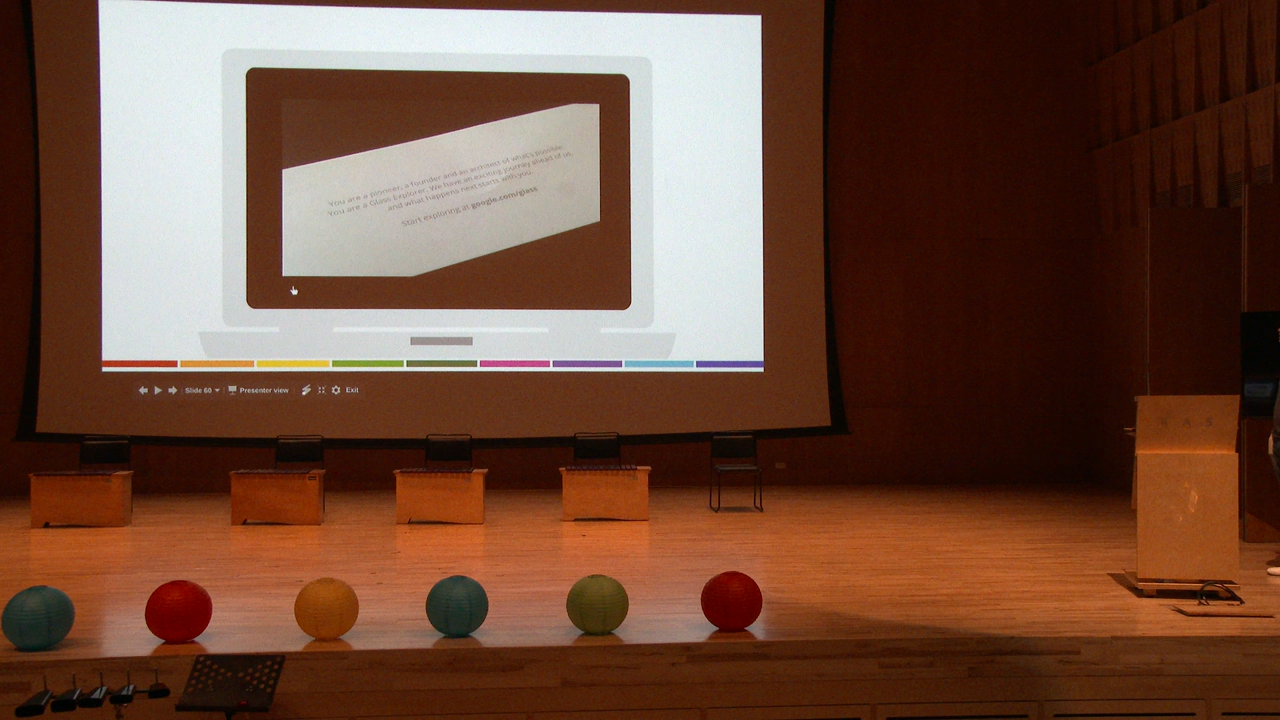 You are a pioneer, a founder and an architect of what's possible.
You are a Glass Explorer. We have an exciting journey ahead of us,
and what happens next starts with you.
Start exploring at google.com/glass
Slide 60
Presenter view
Exit
B A S